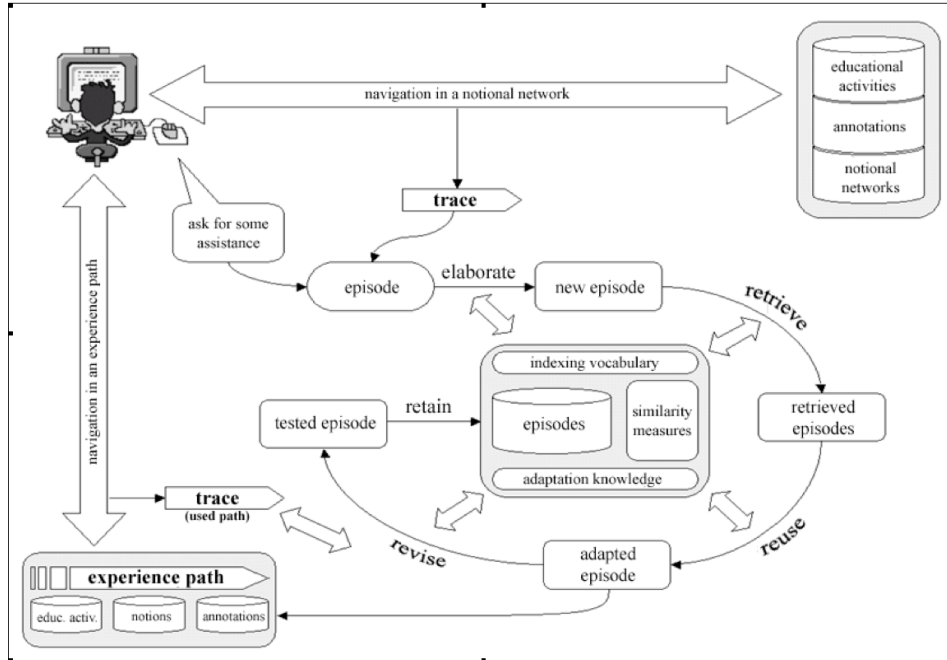 navigation in a notional network
educational
activities
annotations
notional
networks
trace
ask for some
assistance
navigation in an experience path
episode
elaborate
new episode
retrieve
indexing vocabulary
episodes
similarity
measures
adaptation knowledge
retain
tested episode
retrieved
episodes
trace
(used path)
revise
reuse
adapted
episode
experience path
educ. activ.
notions
annotations